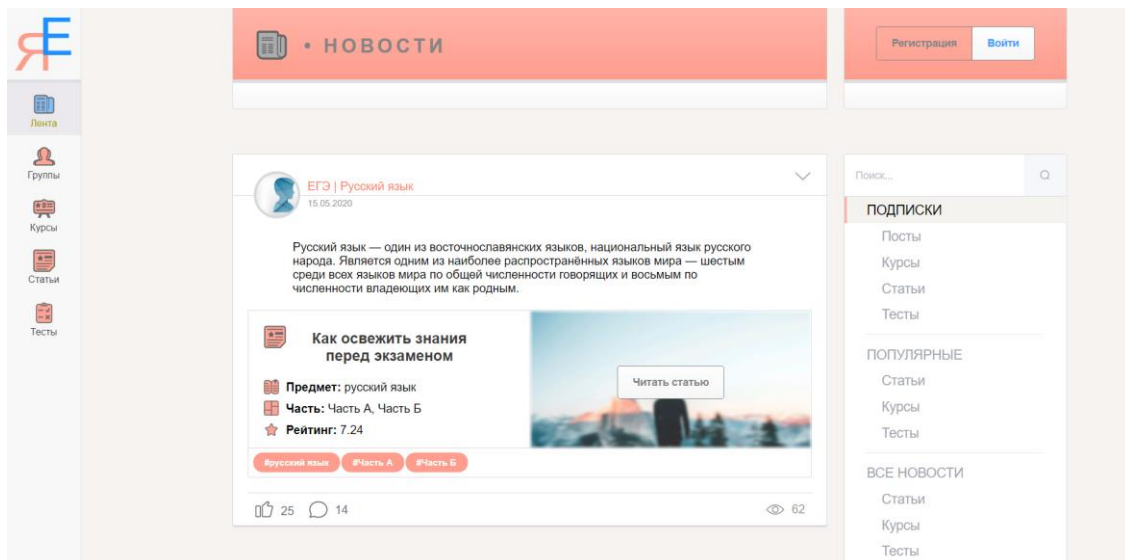 ЯЕ
Лента
Группы
Курсы
Статьи
Тесты
• НОВОСТИ
Регистрация
Войти
ЕГЭ | Русский язык
15.05.2020
Русский язык — один из восточнославянских языков, национальный язык русского
народа. Является одним из наиболее распространённых языков мира — шестым
среди всех языков мира по общей численности говорящих и восьмым по
численности владеющих им как родным.
Как освежить знания
перед экзаменом
Предмет: русский язык
Часть: Часть А, Часть Б
Рейтинг: 7.24
Читать статью
#русский язык #Часть А #Часть Б
25 14 62
Поиск...
ПОДПИСКИ
Посты
Курсы
Статьи
Тесты
ПОПУЛЯРНЫЕ
Статьи
Курсы
Тесты
ВСЕ НОВОСТИ
Статьи
Курсы
Тесты